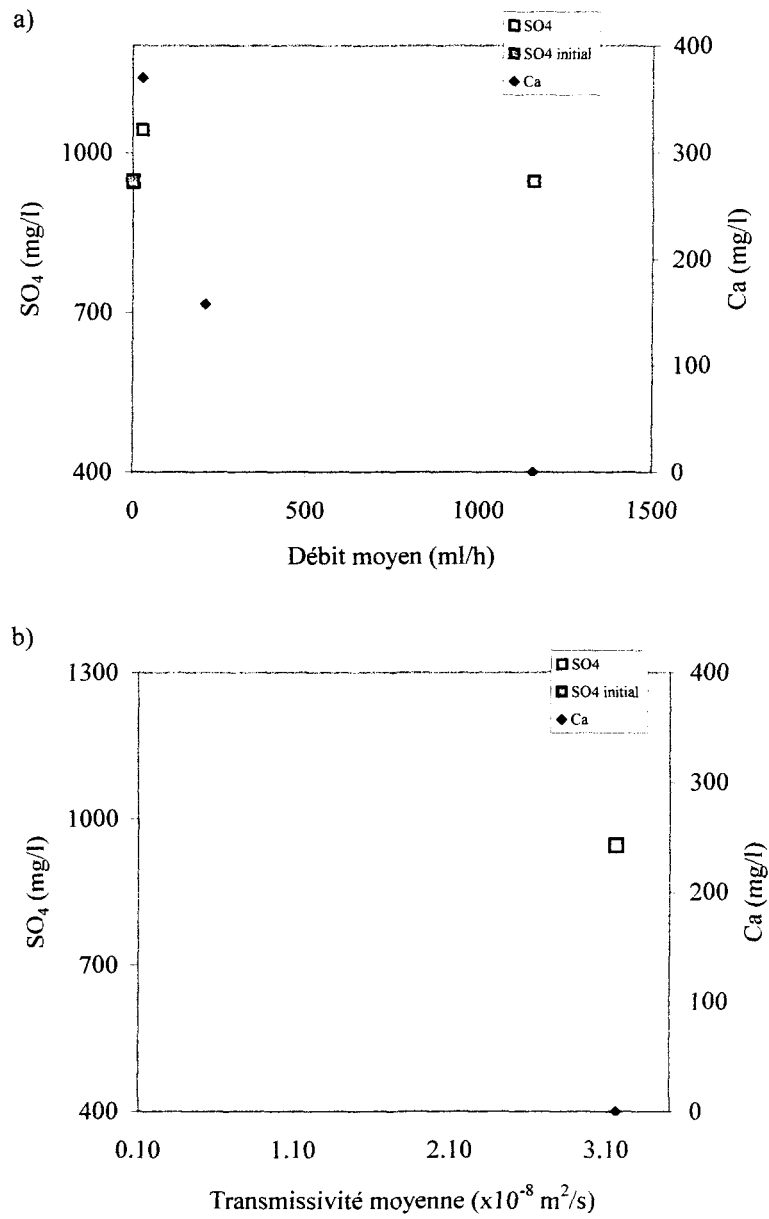 a)
SO4
SO4 initial
Ca
400
300
200
100
0
1000
700
400
SO₄ (mg/l)
Ca (mg/l)
0
500
1000
1500
Débit moyen (ml/h)
b)
SO4
SO4 initial
Ca
1300
1000
700
400
400
300
200
100
0
SO₄ (mg/l)
Ca (mg/l)
0.10
1.10
2.10
3.10
Transmissivité moyenne (x10⁻⁸ m²/s)